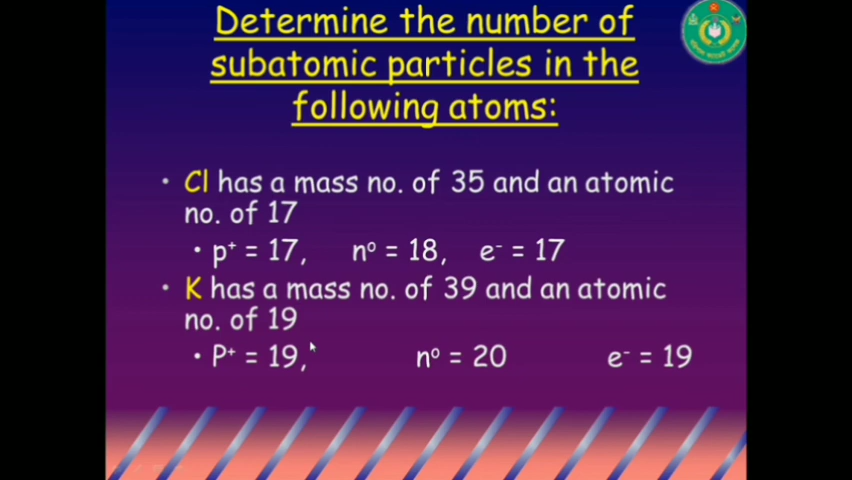 Determine the number of
subatomic particles in the
following atoms:
• Cl has a mass no. of 35 and an atomic
no. of 17
• p⁺ = 17, n⁰ = 18, e⁻ = 17
• K has a mass no. of 39 and an atomic
no. of 19
• P⁺ = 19, n⁰ = 20 e⁻ = 19